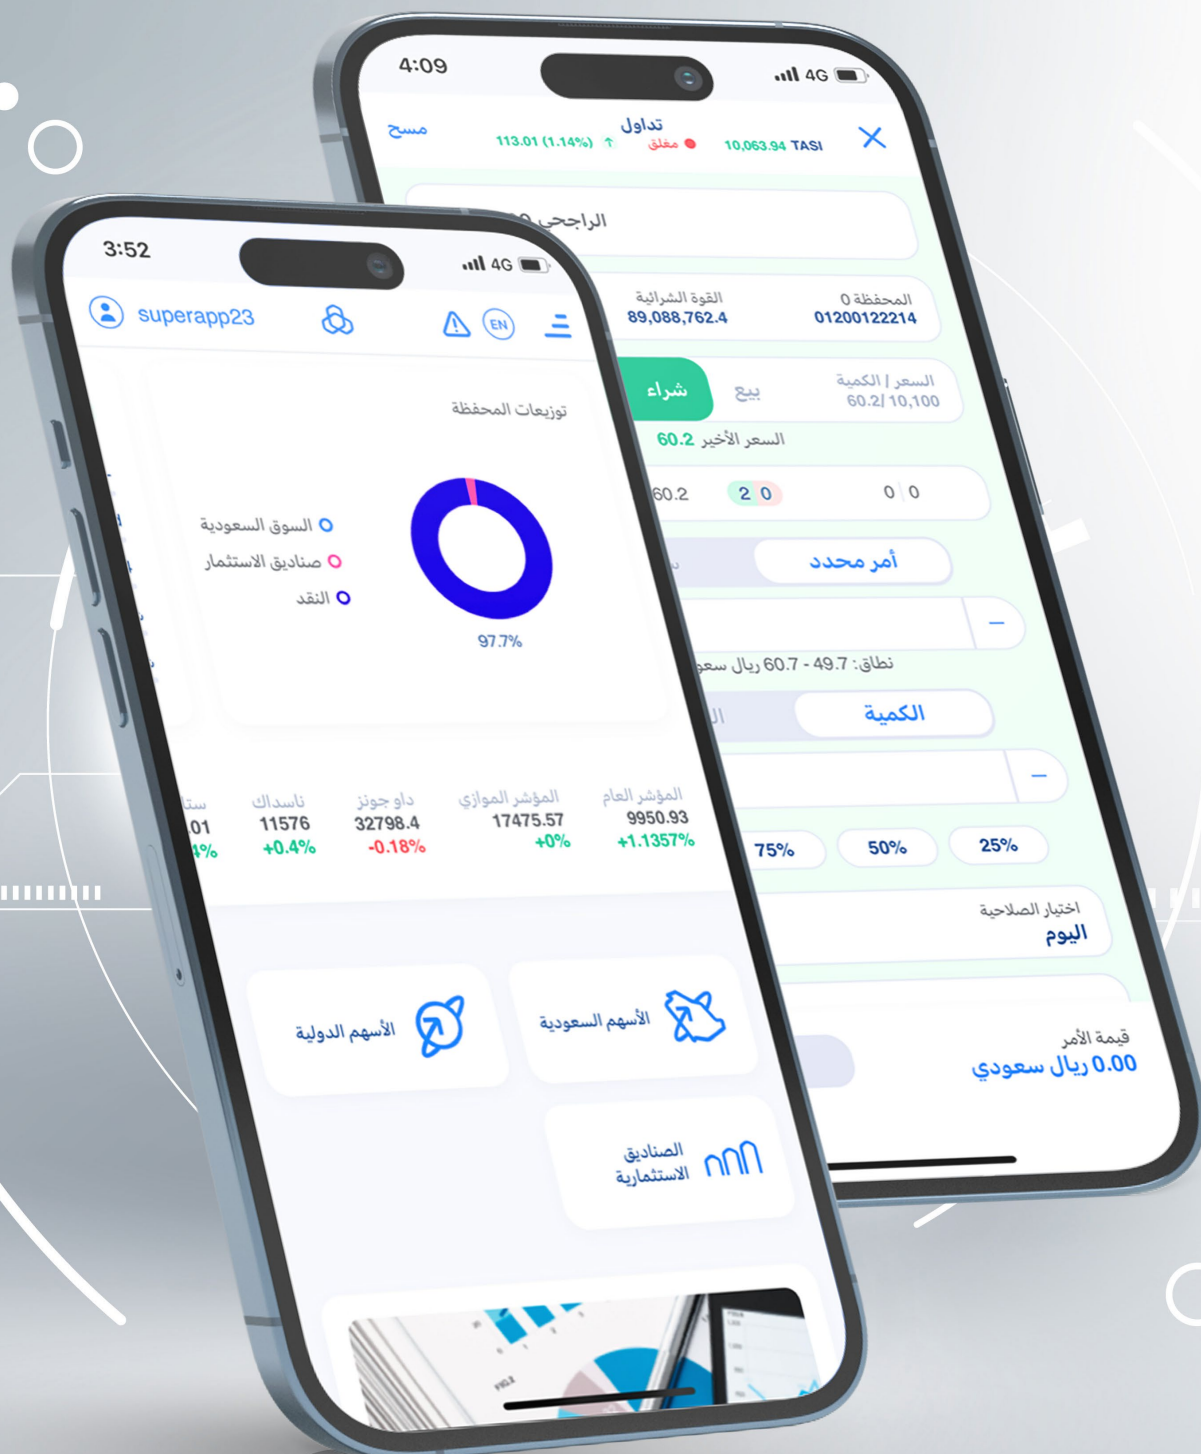 4:09
4G
مسح
تداول
113.01 (1.14%) ↑
مغلق
10,063.94 TASI
الراجحي
المحفظة 0
01200122214
القوة الشرائية
89,088,762.4
السعر / الكمية
60.2/ 10,100
بيع
شراء
السعر الأخير 60.2
0 0
2 0
60.2
أمر محدد
نطاق: 49.7 - 60.7 ريال
الكمية
25%
50%
75%
اختيار الصلاحية
اليوم
قيمة الأمر
0.00 ريال سعودي
3:52
4G
superapp23
EN
توزيعات المحفظة
السوق السعودية
صناديق الاستثمار
النقد
97.7%
المؤشر العام
9950.93
+1.1357%
المؤشر الموازي
17475.57
+0%
داو جونز
32798.4
-0.18%
ناسداك
11576
+0.4%
.01
الأسهم السعودية
الأسهم الدولية
الصناديق
الاستثمارية